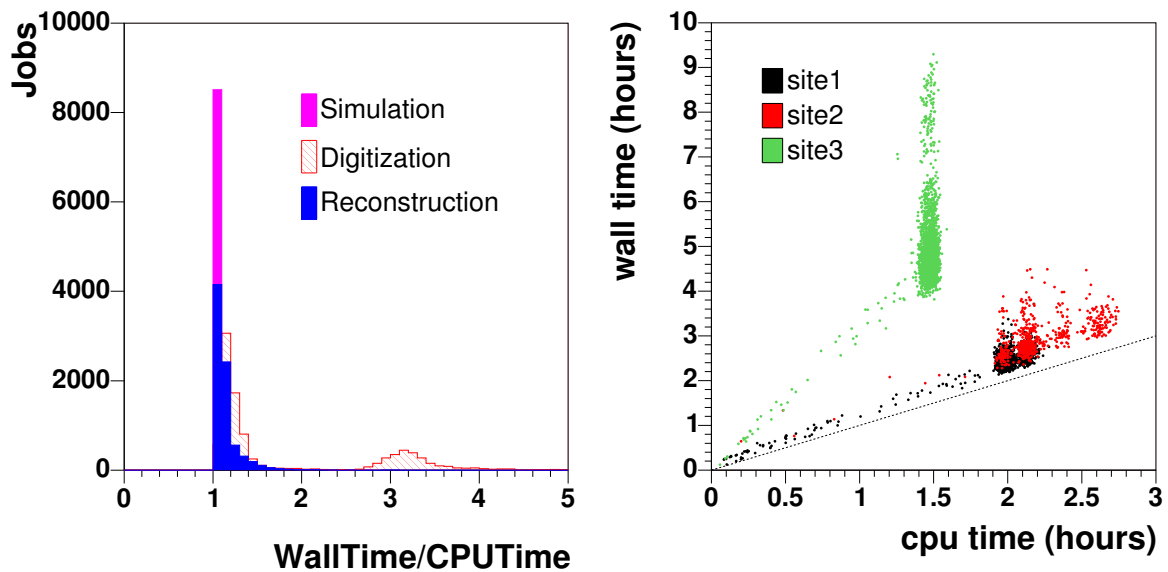 Jobs
10000
8000
6000
4000
2000
0
Simulation
Digitization
Reconstruction
0 1 2 3 4 5
WallTime/CPUTime
wall time (hours)
10
9
8
7
6
5
4
3
2
1
0
site1
site2
site3
0 0.5 1 1.5 2 2.5 3
cpu time (hours)